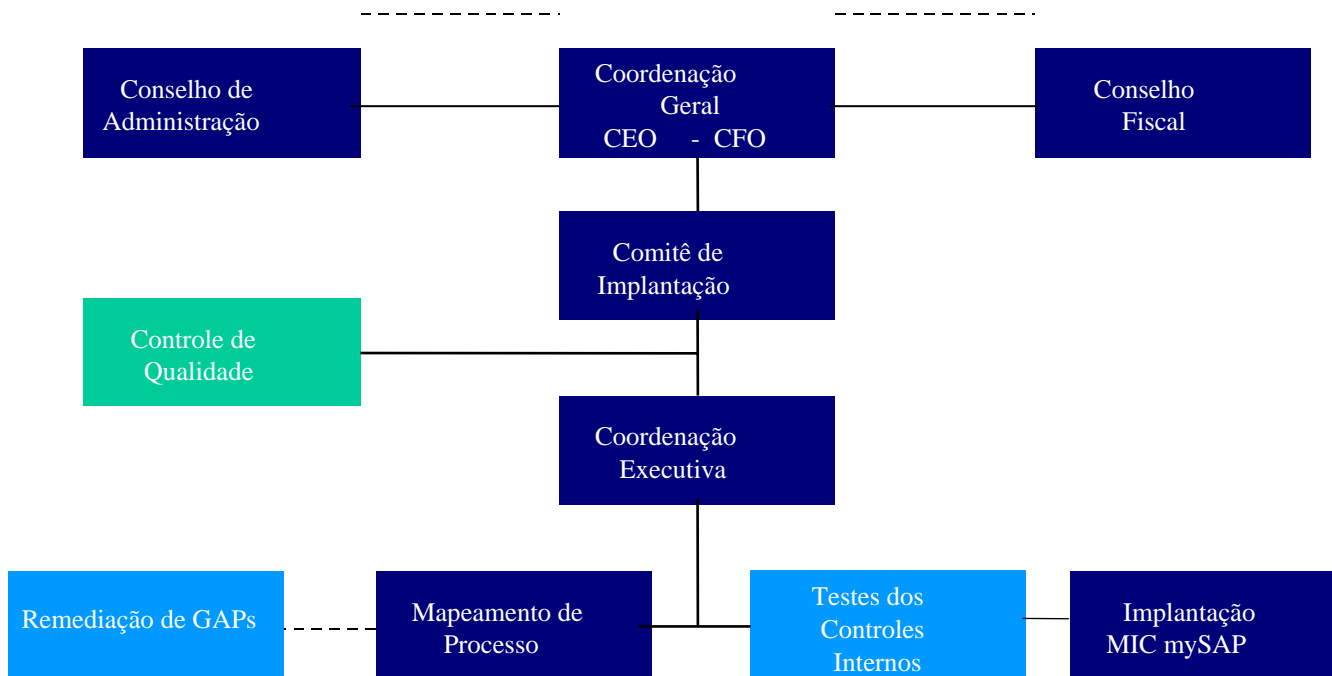 Conselho de
Administração
Coordenação
Geral
CEO - CFO
Conselho
Fiscal
Comitê de
Implantação
Controle de
Qualidade
Coordenação
Executiva
Remediação de GAPs
Mapeamento de
Processo
Testes dos
Controles
Internos
Implantação
MIC mySAP